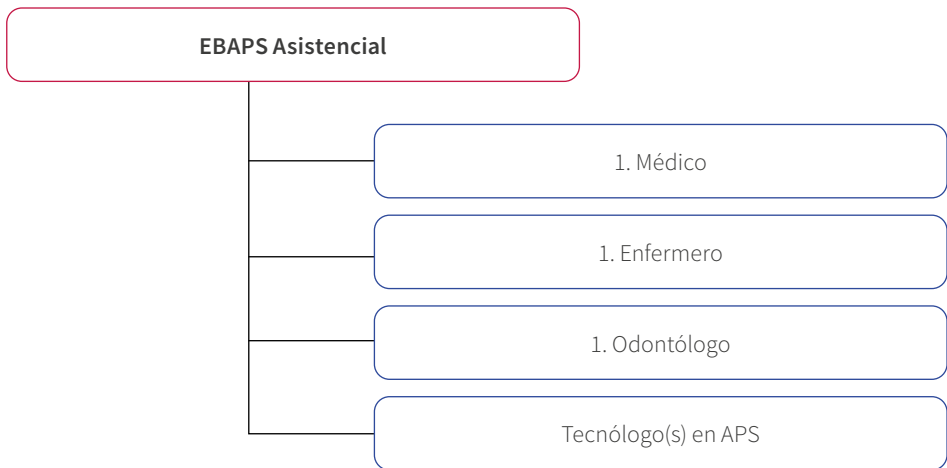 EBAPS Asistencial
1. Médico
1. Enfermero
1. Odontólogo
Tecnólogo(s) en APS